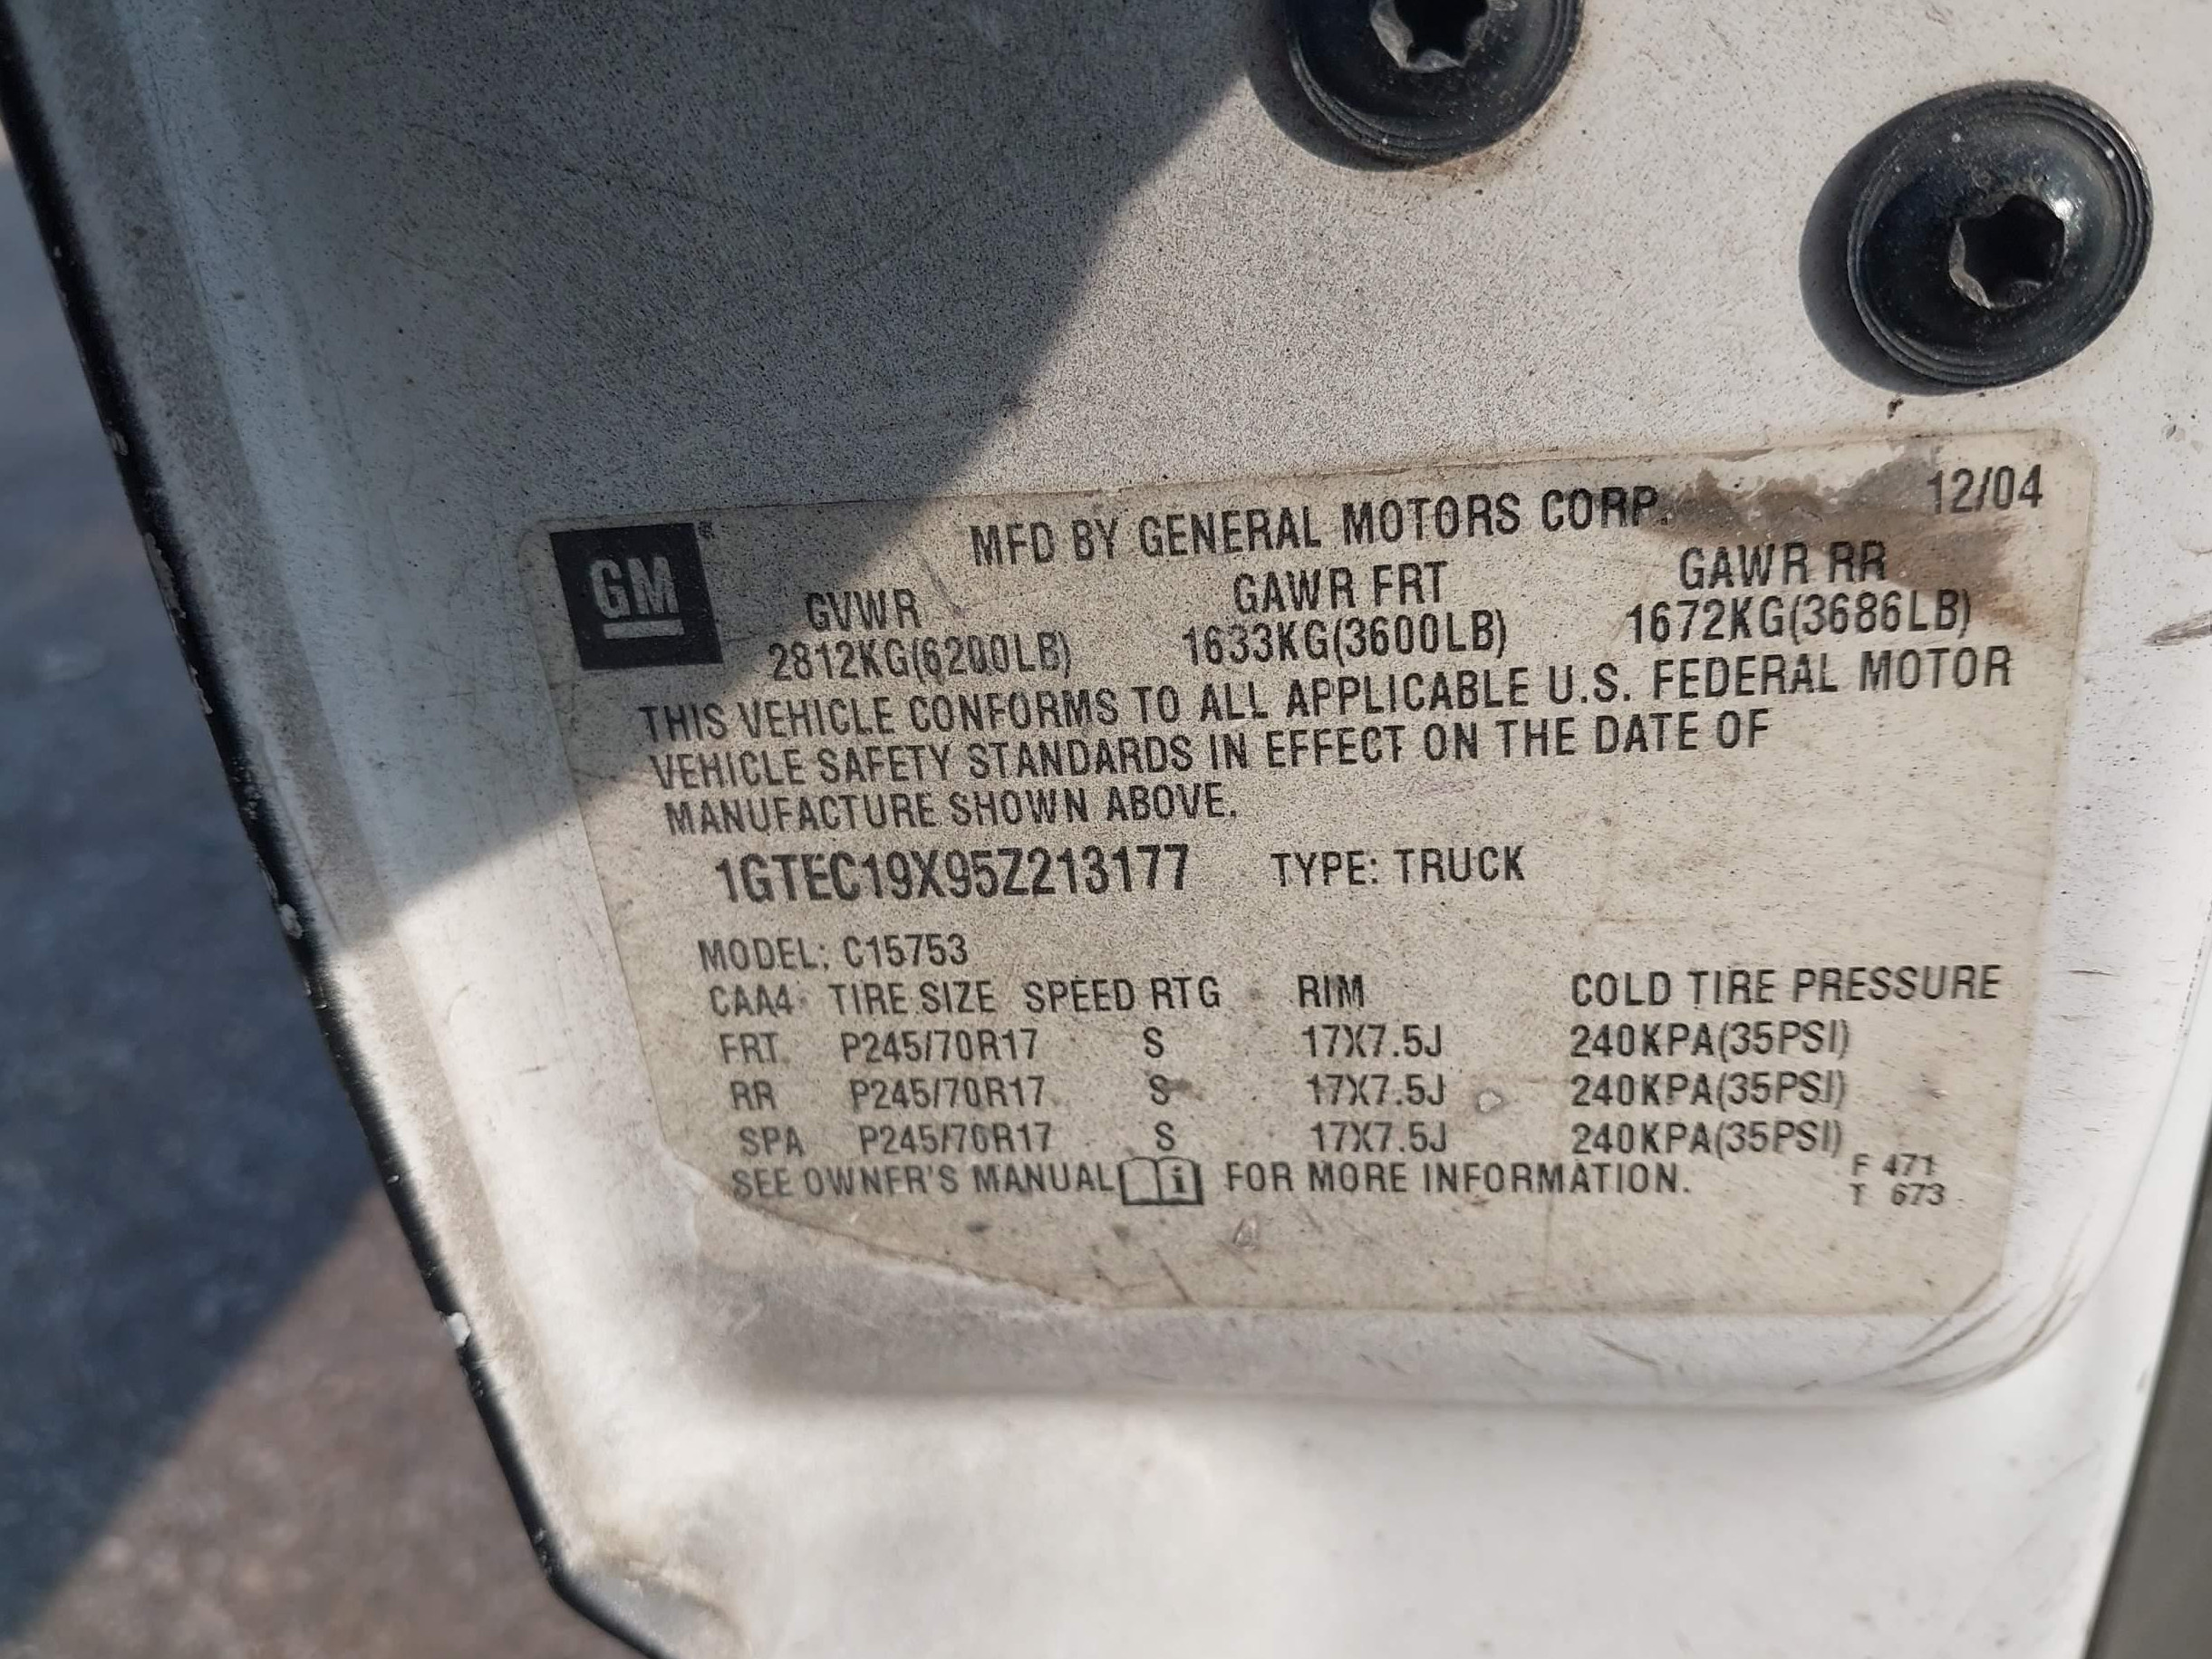 GM® MFD BY GENERAL MOTORS CORP. 12/04
GVWR GAWR FRT GAWR RR
2812KG(6200LB) 1633KG(3600LB) 1672KG(3686LB)
THIS VEHICLE CONFORMS TO ALL APPLICABLE U.S. FEDERAL MOTOR
VEHICLE SAFETY STANDARDS IN EFFECT ON THE DATE OF
MANUFACTURE SHOWN ABOVE.
1GTEC19X95Z213177 TYPE: TRUCK
MODEL: C15753
CAA4 TIRE SIZE SPEED RTG RIM COLD TIRE PRESSURE
FRT P245/70R17 S 17X7.5J 240KPA(35PSI)
RR P245/70R17 S 17X7.5J 240KPA(35PSI)
SPA P245/70R17 S 17X7.5J 240KPA(35PSI)
SEE OWNER'S MANUAL i FOR MORE INFORMATION.
F 471
T 673